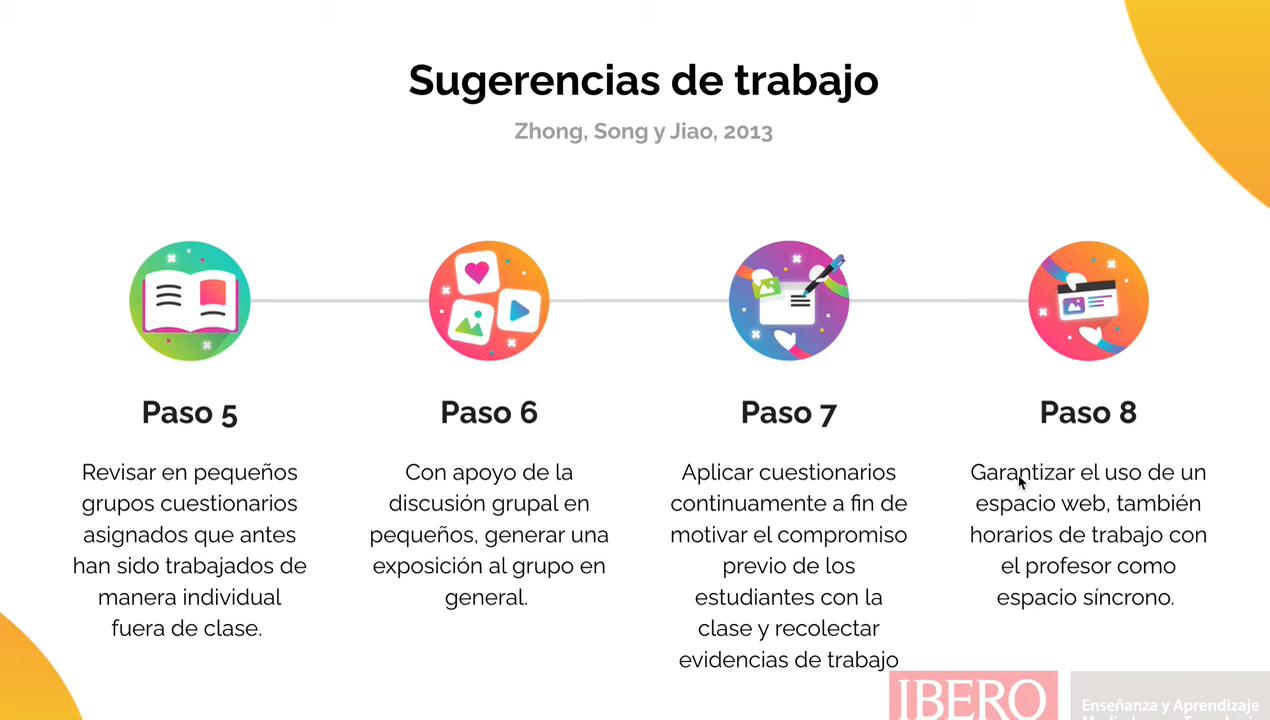 Sugerencias de trabajo
Zhong, Song y Jiao, 2013
Paso 5
Revisar en pequeños
grupos cuestionarios
asignados que antes
han sido trabajados de
manera individual
fuera de clase.
Paso 6
Con apoyo de la
discusión grupal en
pequeños, generar una
exposición al grupo en
general.
Paso 7
Aplicar cuestionarios
continuamente a fin de
motivar el compromiso
previo de los
estudiantes con la
clase y recolectar
evidencias de trabajo
Paso 8
Garantizar el uso de un
espacio web, también
horarios de trabajo con
el profesor como
espacio síncrono.
IBERO
Enseñanza y Aprendizaje